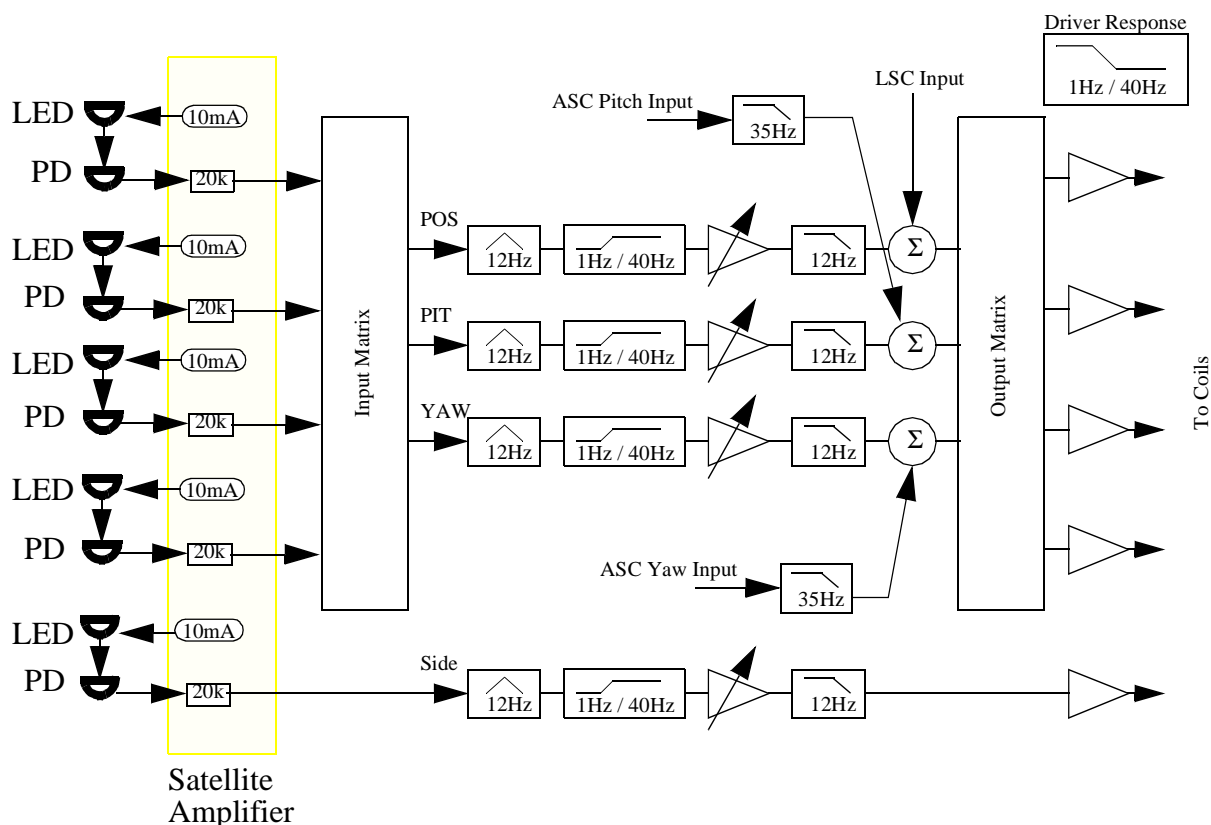 Driver Response
1Hz / 40Hz
LSC Input
ASC Pitch Input
35Hz
LED
10mA
PD
20k
LED
10mA
PD
20k
LED
10mA
PD
20k
LED
10mA
PD
20k
LED
10mA
PD
20k
Satellite
Amplifier
Input Matrix
POS
12Hz
1Hz / 40Hz
12Hz
Σ
PIT
12Hz
1Hz / 40Hz
12Hz
Σ
YAW
12Hz
1Hz / 40Hz
12Hz
Σ
ASC Yaw Input
35Hz
Side
12Hz
1Hz / 40Hz
12Hz
Output Matrix
To Coils